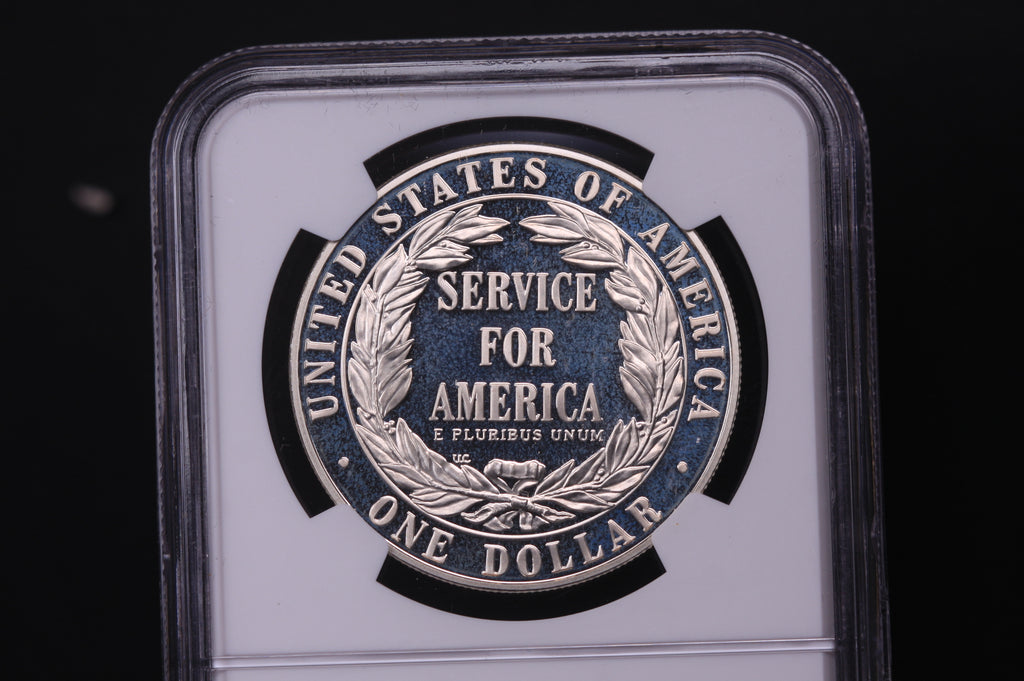 UNITED STATES OF AMERICA
SERVICE
FOR
AMERICA
E PLURIBUS UNUM
ONE DOLLAR